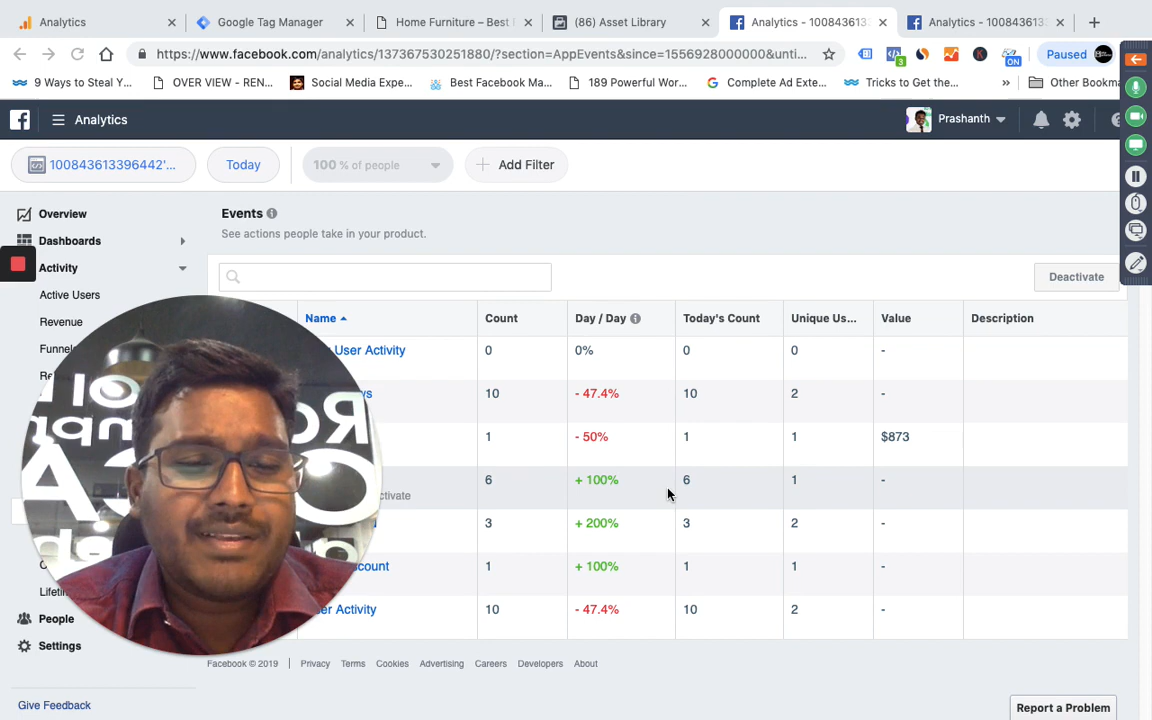 Analytics
Google Tag Manager
Home Furniture – Best
(86) Asset Library
Analytics - 100843613
Analytics - 100843613
https://www.facebook.com/analytics/137367530251880/?section=AppEvents&since=1556928000000&unti...
3
ON
Paused
9 Ways to Steal Y...
OVER VIEW - REN...
Social Media Expe...
Best Facebook Ma...
189 Powerful Wor...
Complete Ad Exte...
Tricks to Get the...
»
Other Bookma
Analytics
Prashanth
100843613396442'...
Today
100 % of people
Add Filter
Overview
Dashboards
Activity
Active Users
Revenue
Funnels
People
Settings
Give Feedback
Events
See actions people take in your product.
Deactivate
Name
Count
Day / Day
Today's Count
Unique Us...
Value
Description
User Activity
0
0%
0
0
-
10
- 47.4%
10
2
-
1
- 50%
1
1
$873
6
+ 100%
6
1
-
3
+ 200%
3
2
-
1
+ 100%
1
1
-
Activity
10
- 47.4%
10
2
-
Facebook © 2019
Privacy
Terms
Cookies
Advertising
Careers
Developers
About
Report a Problem